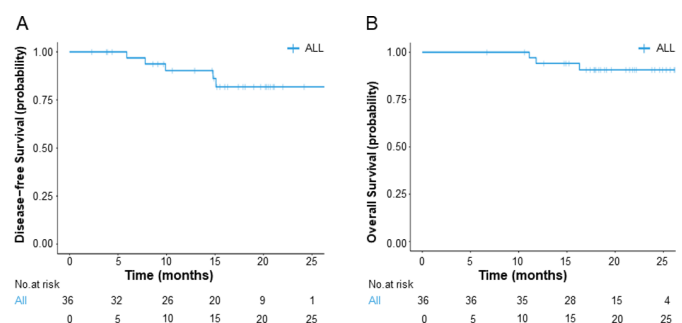 A
ALL
Disease-free Survival (probability)
1.00
0.75
0.50
0.25
0.00
0 5 10 15 20 25
Time (months)
No.at risk
All 36 32 26 20 9 1
0 5 10 15 20 25
B
ALL
Overall Survival (probability)
1.00
0.75
0.50
0.25
0.00
0 5 10 15 20 25
Time (months)
No.at risk
All 36 36 35 28 15 4
0 5 10 15 20 25